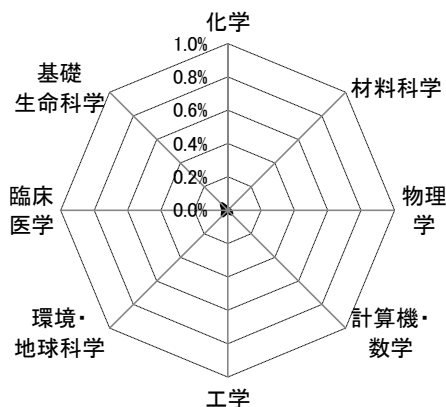 化学
1.0%
0.8%
0.6%
0.4%
0.2%
0.0%
材料科学
物理
学
計算機・
数学
工学
環境・
地球科学
臨床
医学
基礎
生命科学